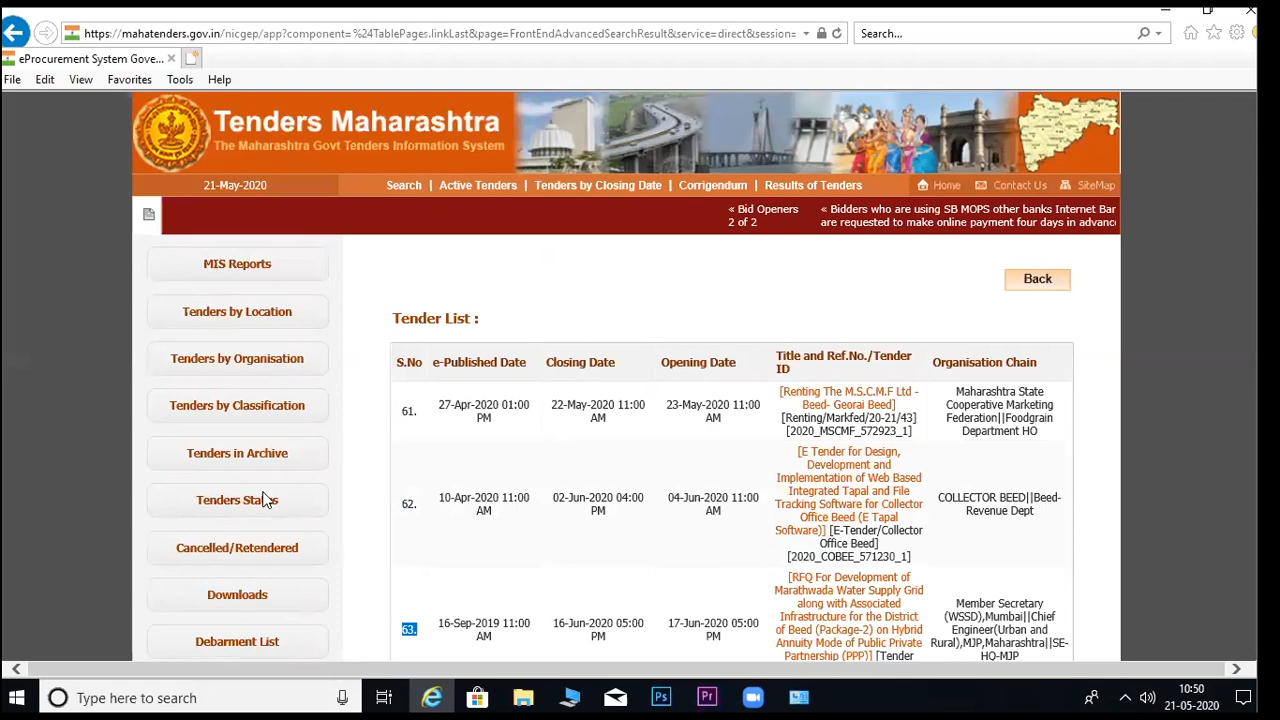 https://mahatenders.gov.in/nicgep/app?component=%24TablePages.linkLast&page=FrontEndAdvancedSearchResult&service=direct&session=
Search...
eProcurement System Gove...
File Edit View Favorites Tools Help
Tenders Maharashtra
The Maharashtra Govt Tenders Information System
21-May-2020
Search | Active Tenders | Tenders by Closing Date | Corrigendum | Results of Tenders
Home Contact Us SiteMap
« Bid Openers
2 of 2
« Bidders who are using SB MOPS other banks Internet Bar
are requested to make online payment four days in advance
MIS Reports
Tenders by Location
Tenders by Organisation
Tenders by Classification
Tenders in Archive
Tenders Status
Cancelled/Retendered
Downloads
Debarment List
Back
Tender List :
S.No e-Published Date Closing Date Opening Date Title and Ref.No./Tender ID Organisation Chain
61.
27-Apr-2020 01:00
PM
22-May-2020 11:00
AM
23-May-2020 11:00
AM
[Renting The M.S.C.M.F Ltd -
Beed- Georai Beed]
[Renting/Markfed/20-21/43]
[2020_MSCMF_572923_1]
Maharashtra State
Cooperative Marketing
Federation||Foodgrain
Department HO
62.
10-Apr-2020 11:00
AM
02-Jun-2020 04:00
PM
04-Jun-2020 11:00
AM
[E Tender for Design,
Development and
Implementation of Web Based
Integrated Tapal and File
Tracking Software for Collector
Office Beed (E Tapal
Software)] [E-Tender/Collector
Office Beed]
[2020_COBEE_571230_1]
COLLECTOR BEED||Beed-
Revenue Dept
63.
16-Sep-2019 11:00
AM
16-Jun-2020 05:00
PM
17-Jun-2020 05:00
PM
[RFQ For Development of
Marathwada Water Supply Grid
along with Associated
Infrastructure for the District
of Beed (Package-2) on Hybrid
Annuity Mode of Public Private
Partnership (PPP)] [Tender
Member Secretary
(WSSD),Mumbai||Chief
Engineer(Urban and
Rural),MJP,Maharashtra||SE-
HQ-MJP
Type here to search
Ps
Pr
10:50
21-05-2020